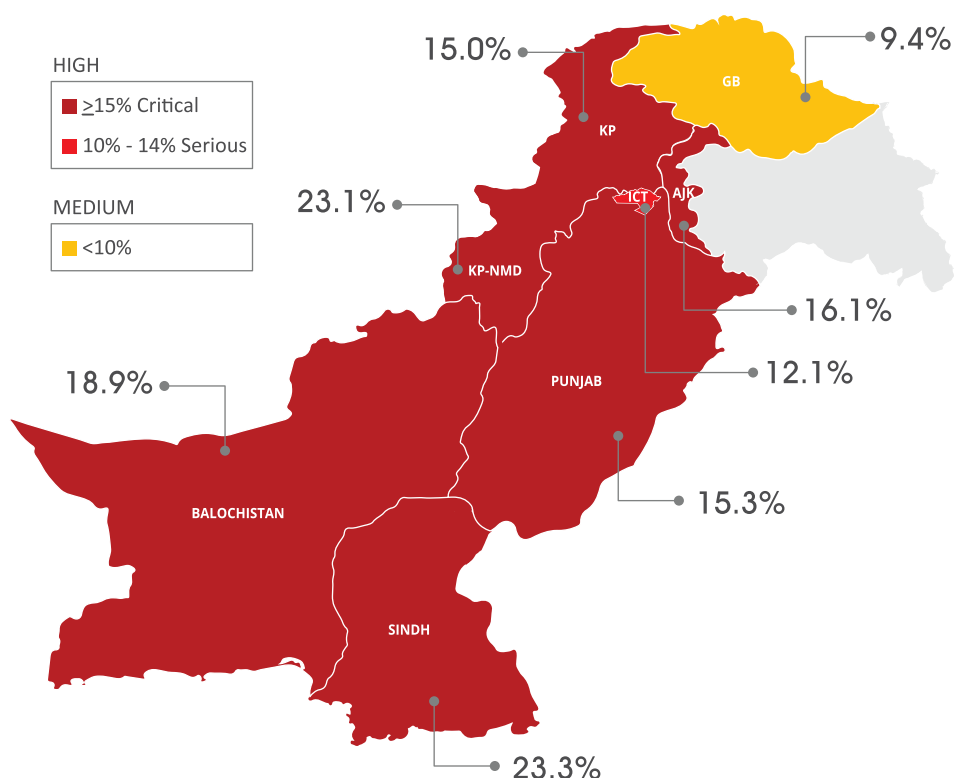 HIGH
≥15% Critical
10% - 14% Serious
MEDIUM
<10%
15.0%
9.4%
GB
KP
23.1%
ICT
AJK
KP-NMD
16.1%
18.9%
PUNJAB
12.1%
15.3%
BALOCHISTAN
SINDH
23.3%